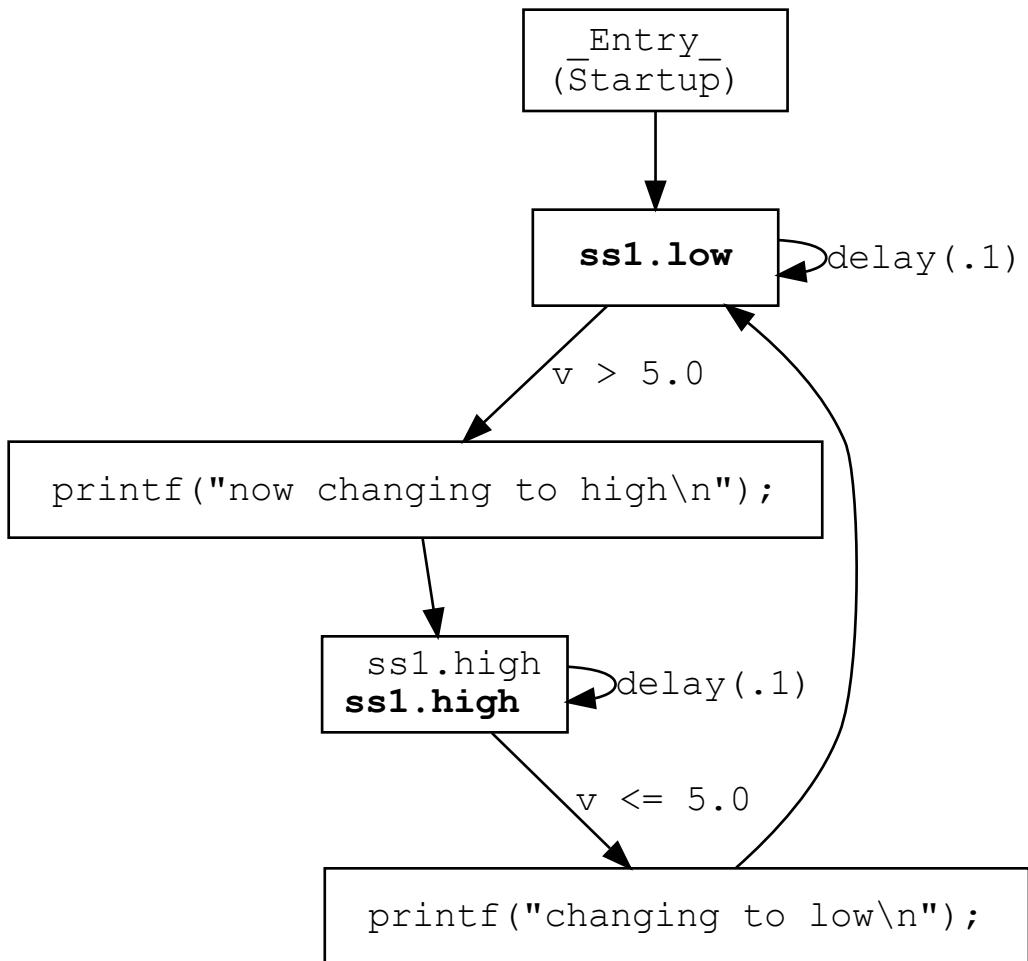 _Entry_
(Startup)
ss1.low
delay(.1)
v > 5.0
printf("now changing to high\n");
ss1.high
ss1.high
delay(.1)
v <= 5.0
printf("changing to low\n");